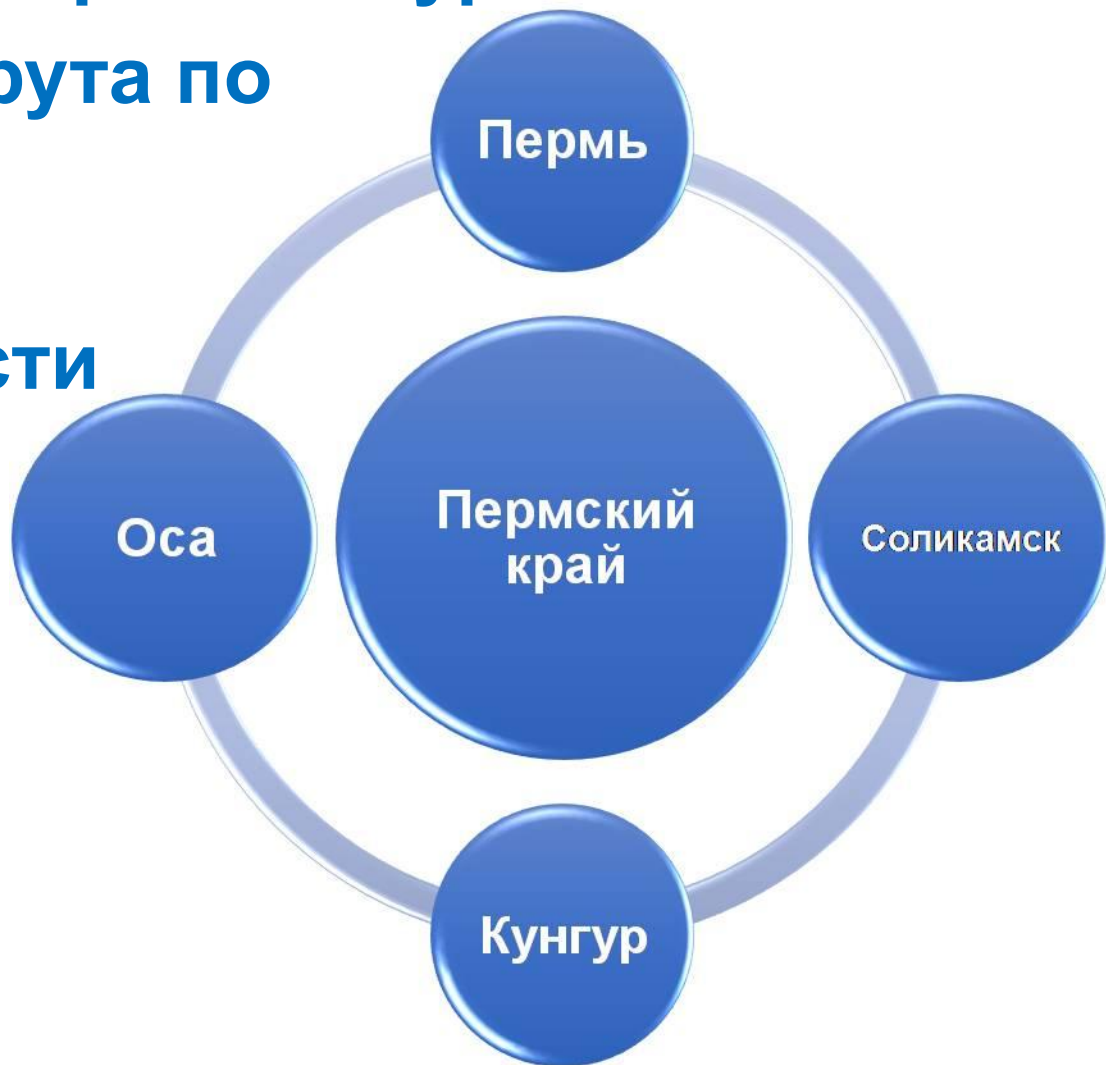 рута по
сти
Пермь
Оса
Пермский
край
Соликамск
Кунгур